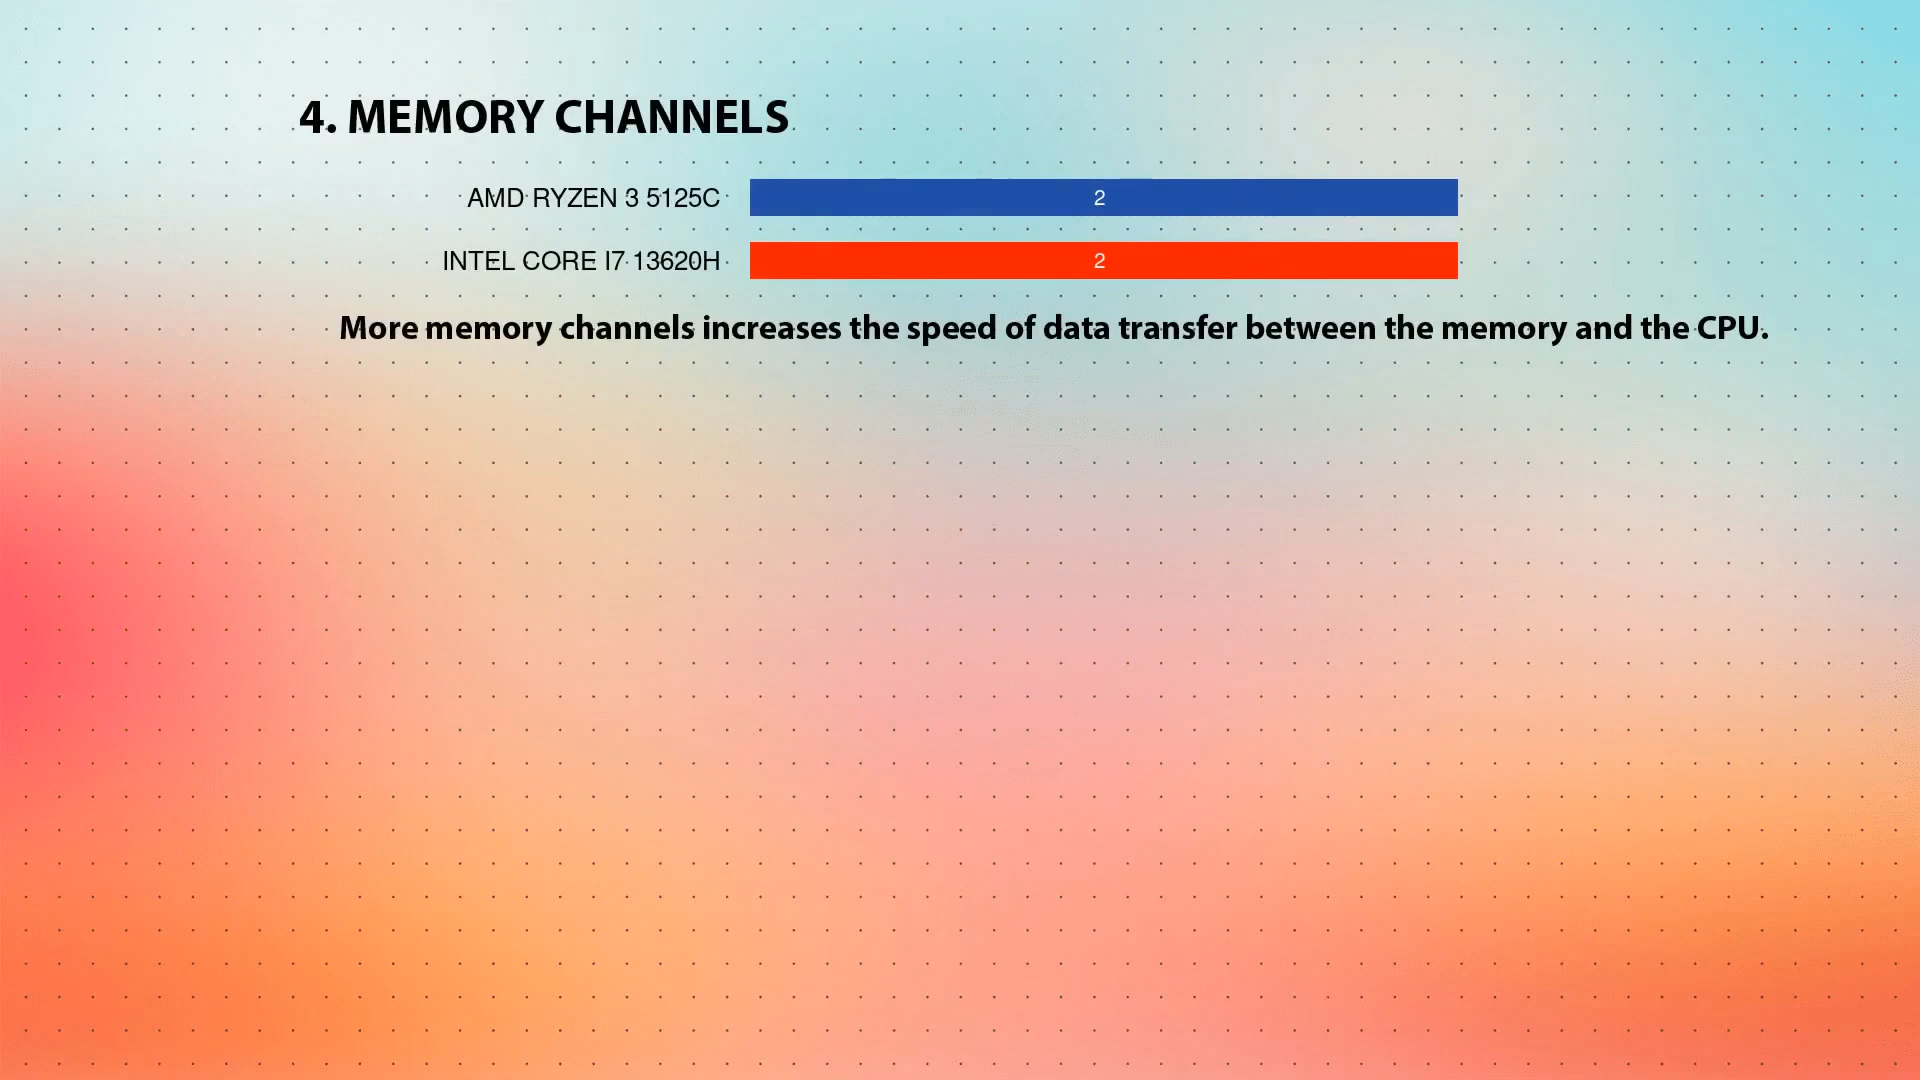 4. MEMORY CHANNELS
AMD RYZEN 3 5125C 2
INTEL CORE I7 13620H 2
More memory channels increases the speed of data transfer between the memory and the CPU.